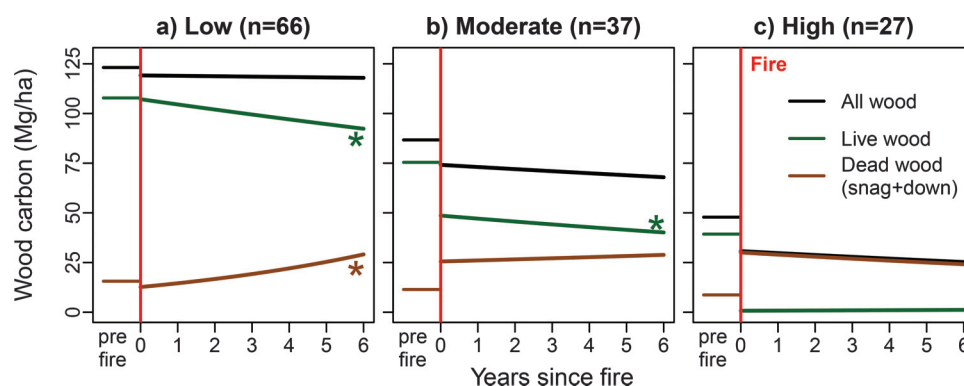 a) Low (n=66)
b) Moderate (n=37)
c) High (n=27)
Wood carbon (Mg/ha)
125
100
75
50
25
0
Fire
All wood
Live wood
Dead wood
(snag+down)
*
*
*
pre
fire
0 1 2 3 4 5 6
pre
fire
0 1 2 3 4 5 6
pre
fire
0 1 2 3 4 5 6
Years since fire